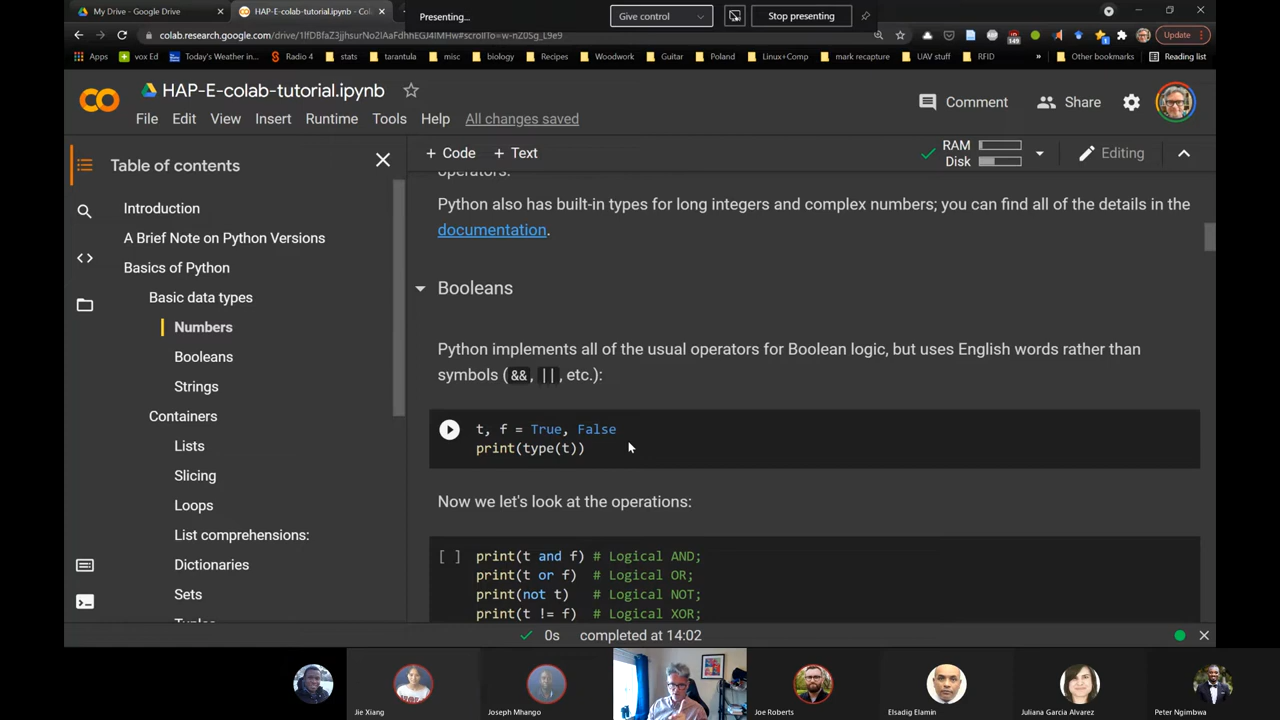 My Drive - Google Drive
HAP-E-colab-tutorial.ipynb - Col
Presenting...
Give control
Stop presenting
colab.research.google.com/drive/
Update
Apps
vox Ed
Today's Weather in...
Radio 4
stats
tarantula
misc
biology
Recipes
Woodwork
Guitar
Poland
Linux+Comp
mark recapture
UAV stuff
RFID
»
Other bookmarks
Reading list
149
HAP-E-colab-tutorial.ipynb
File Edit View Insert Runtime Tools Help All changes saved
Comment
Share
Table of contents
Introduction
A Brief Note on Python Versions
Basics of Python
Basic data types
Numbers
Booleans
Strings
Containers
Lists
Slicing
Loops
List comprehensions:
Dictionaries
Sets
+ Code + Text
RAM
Disk
Editing
operators.
Python also has built-in types for long integers and complex numbers; you can find all of the details in the
documentation.
Booleans
Python implements all of the usual operators for Boolean logic, but uses English words rather than
symbols (&&, ||, etc.):
t, f = True, False
print(type(t))
Now we let's look at the operations:
[ ] print(t and f) # Logical AND;
print(t or f) # Logical OR;
print(not t) # Logical NOT;
print(t != f) # Logical XOR;
0s completed at 14:02
Jie Xiang
Joseph Mhango
Joe Roberts
Elsadig Elamin
Juliana Garcia Alvarez
Peter Ngimbwa